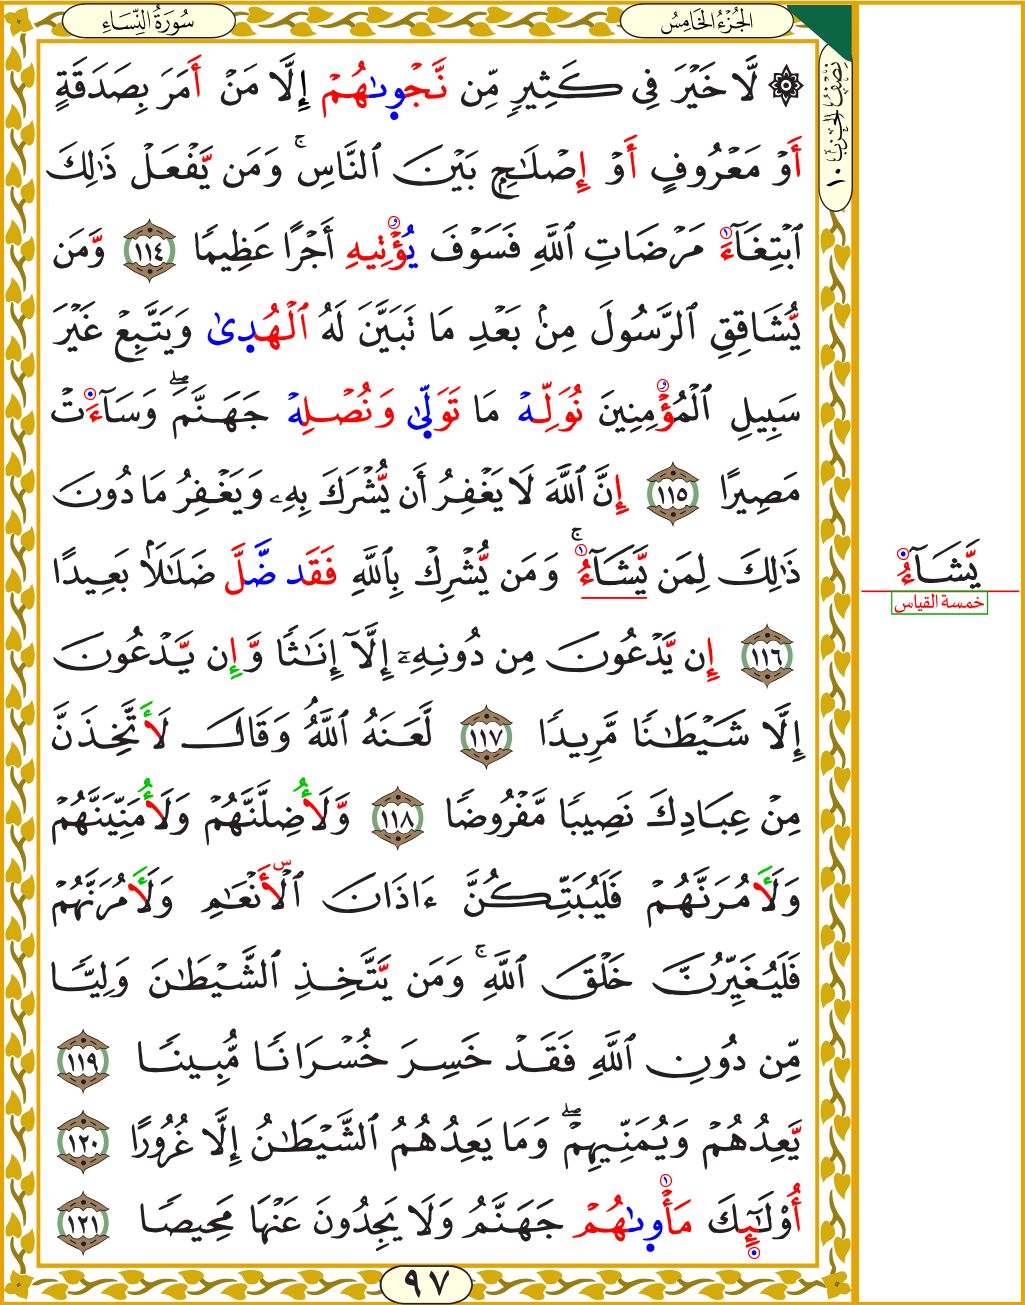 سُورَةُ النِّسَاءِ
الجُزْءُ الخَامِسُ
نِصْفُ الحِزْبِ ١٠
۞ لَّا خَيْرَ فِي كَثِيرٍ مِّن نَّجْوىٰهُمْ إِلَّا مَنْ أَمَرَ بِصَدَقَةٍ
أَوْ مَعْرُوفٍ أَوْ إِصْلَٰحٍ بَيْنَ ٱلنَّاسِ ۚ وَمَن يَّفْعَلْ ذَٰلِكَ
ٱبْتِغَآءَ مَرْضَاتِ ٱللَّهِ فَسَوْفَ يُؤْتِيهِ أَجْرًا عَظِيمًا ١١٤ وَّمَن
يُّشَاقِقِ ٱلرَّسُولَ مِنۢ بَعْدِ مَا تَبَيَّنَ لَهُ ٱلْهُدىٰ وَيَتَّبِعْ غَيْرَ
سَبِيلِ ٱلْمُؤْمِنِينَ نُوَلِّهْ مَا تَوَلّىٰ وَنُصْلِهْ جَهَنَّمَ ۖ وَسَآءَتْ
مَصِيرًا ١١٥ إِنَّ ٱللَّهَ لَا يَغْفِرُ أَن يُّشْرَكَ بِهِۦ وَيَغْفِرُ مَا دُونَ
ذَٰلِكَ لِمَن يَّشَآءُ ۚ وَمَن يُّشْرِكْ بِٱللَّهِ فَقَد ضَّلَّ ضَلَٰلَۢا بَعِيدًا
يَّشَآءُ
خمسة القياس
١١٦ إِن يَّدْعُونَ مِن دُونِهِۦٓ إِلَّآ إِنَٰثًا وَّإِن يَّدْعُونَ
إِلَّا شَيْطَٰنًا مَّرِيدًا ١١٧ لَّعَنَهُ ٱللَّهُ وَقَالَ لَأَتَّخِذَنَّ
مِنْ عِبَادِكَ نَصِيبًا مَّفْرُوضًا ١١٨ وَّلَأُضِلَّنَّهُمْ وَلَأُمَنِّيَنَّهُمْ
وَلَأٓمُرَنَّهُمْ فَلَيُبَتِّكُنَّ ءَاذَانَ ٱلْأَنْعَٰمِ وَلَأٓمُرَنَّهُمْ
فَلَيُغَيِّرُنَّ خَلْقَ ٱللَّهِ ۚ وَمَن يَّتَّخِذِ ٱلشَّيْطَٰنَ وَلِيًّا
مِّن دُونِ ٱللَّهِ فَقَدْ خَسِرَ خُسْرَانًا مُّبِينًا ١١٩
يَّعِدُهُمْ وَيُمَنِّيهِمْ ۖ وَمَا يَعِدُهُمُ ٱلشَّيْطَٰنُ إِلَّا غُرُورًا ١٢٠
أُو۟لَٰٓئِكَ مَأْوىٰهُمْ جَهَنَّمُ وَلَا يَجِدُونَ عَنْهَا مَحِيصًا ١٢١
٩٧